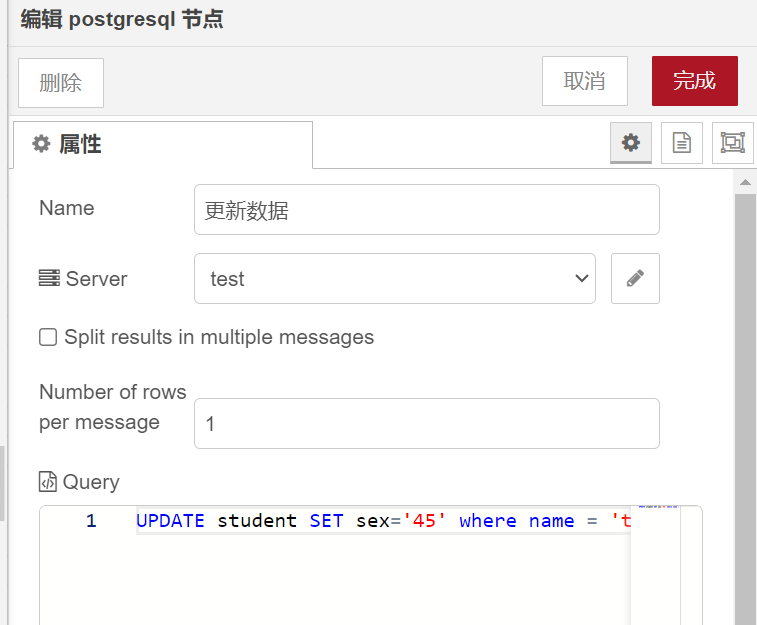 编辑 postgresql 节点
删除
取消
完成
属性
Name
更新数据
Server
test
Split results in multiple messages
Number of rows
per message
1
Query
1 UPDATE student SET sex='45' where name = 't